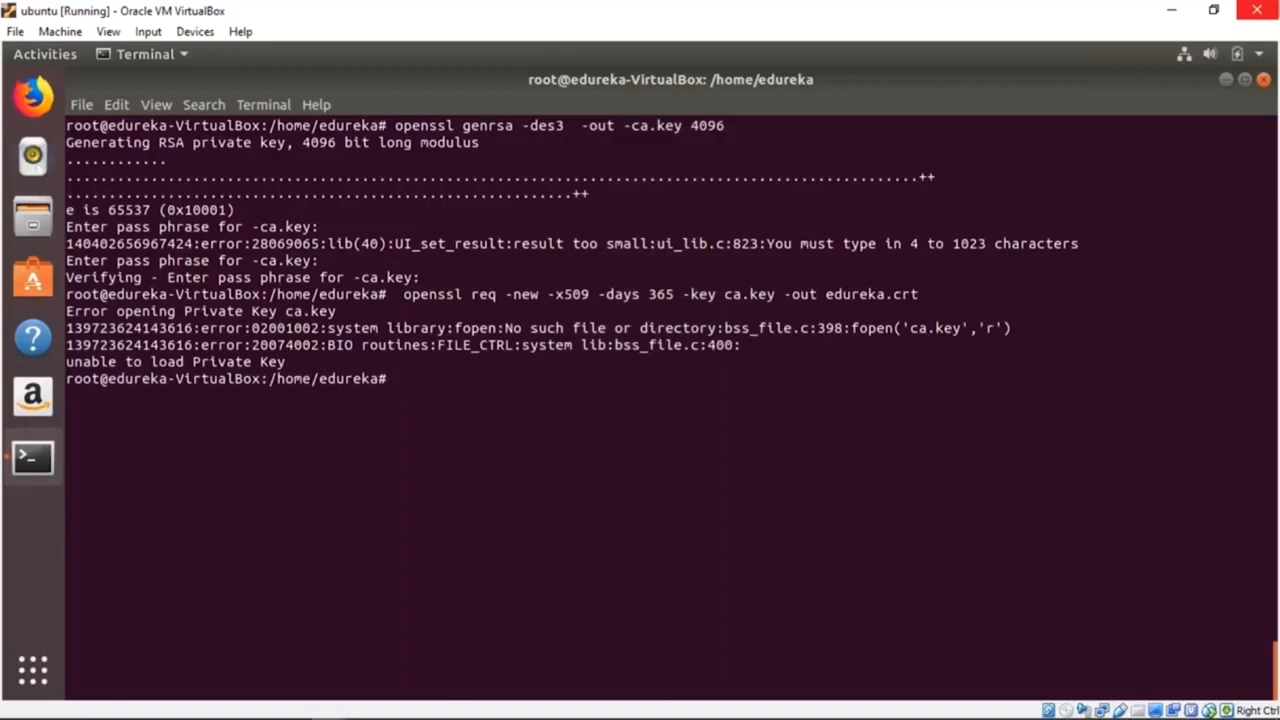 ubuntu [Running] - Oracle VM VirtualBox
File Machine View Input Devices Help
Activities Terminal
root@edureka-VirtualBox: /home/edureka
File Edit View Search Terminal Help
root@edureka-VirtualBox:/home/edureka# openssl genrsa -des3  -out -ca.key 4096
Generating RSA private key, 4096 bit long modulus
............
.....................................................................................................++
............................................................++
e is 65537 (0x10001)
Enter pass phrase for -ca.key:
140402656967424:error:28069065:lib(40):UI_set_result:result too small:ui_lib.c:823:You must type in 4 to 1023 characters
Enter pass phrase for -ca.key:
Verifying - Enter pass phrase for -ca.key:
root@edureka-VirtualBox:/home/edureka#  openssl req -new -x509 -days 365 -key ca.key -out edureka.crt
Error opening Private Key ca.key
139723624143616:error:02001002:system library:fopen:No such file or directory:bss_file.c:398:fopen('ca.key','r')
139723624143616:error:20074002:BIO routines:FILE_CTRL:system lib:bss_file.c:400:
unable to load Private Key
root@edureka-VirtualBox:/home/edureka#
Right Ctrl